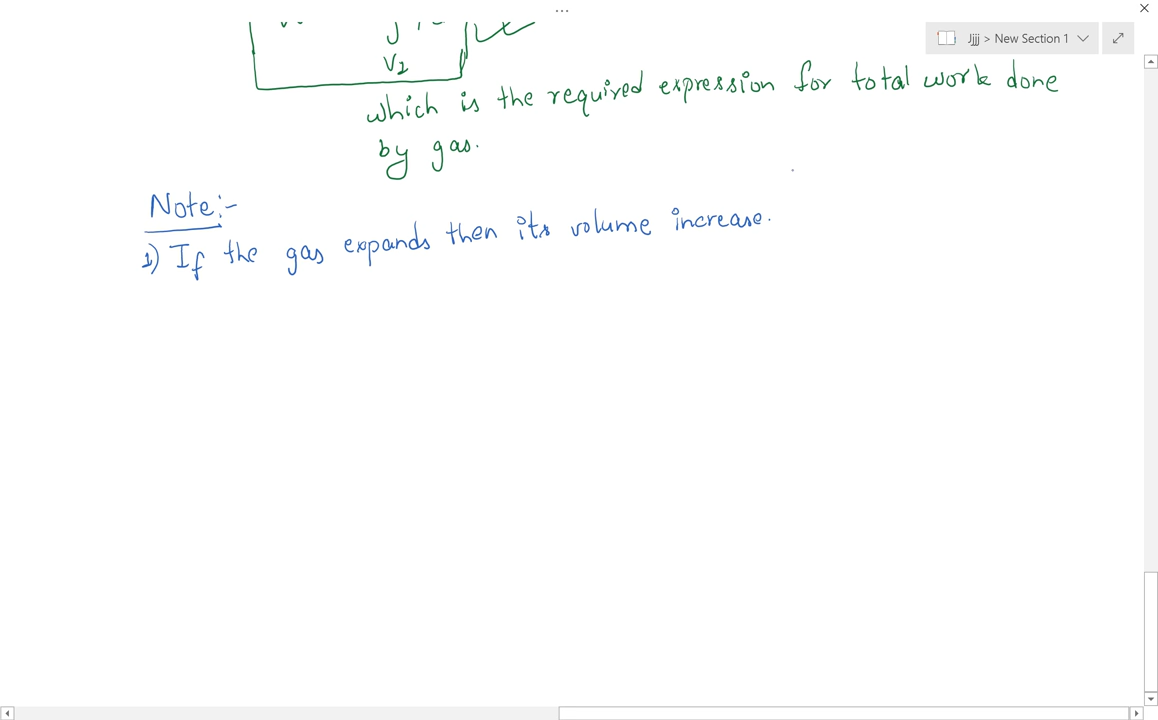 Jjjj > New Section 1
V₁
which is the required expression for total work done
by gas.
Note:-
1) If the gas expands then its volume increase.